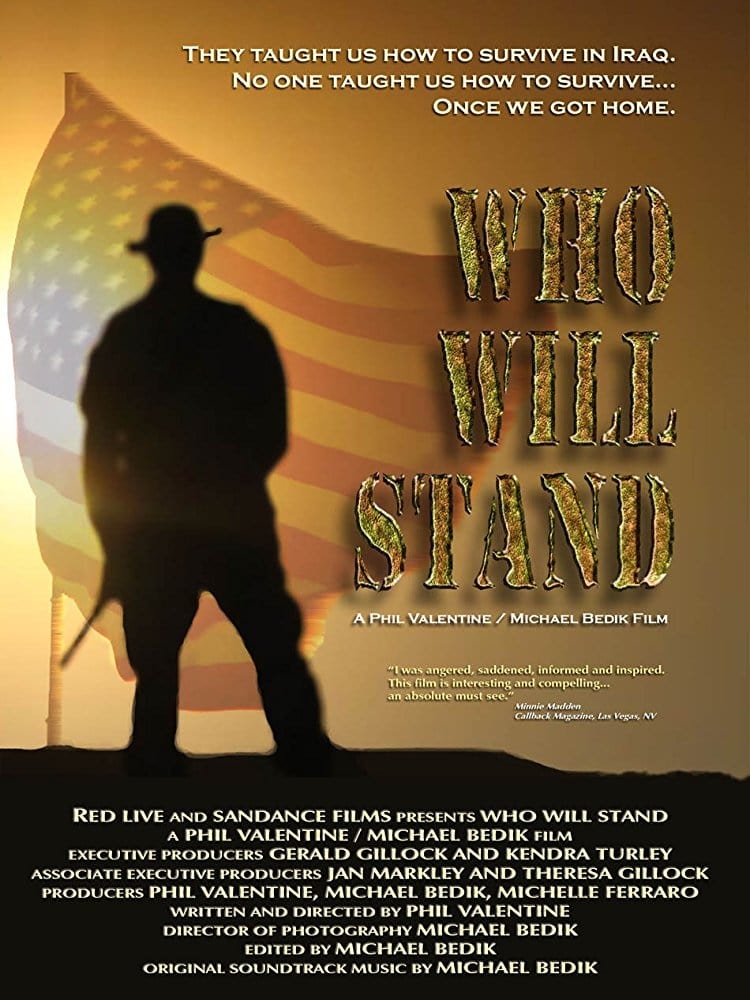 THEY TAUGHT US HOW TO SURVIVE IN IRAQ.
NO ONE TAUGHT US HOW TO SURVIVE...
ONCE WE GOT HOME.
WHO
WILL
STAND
A PHIL VALENTINE / MICHAEL BEDIK FILM
"I was angered, saddened, informed and inspired.
This film is interesting and compelling...
an absolute must see."
Minnie Madden
Callback Magazine, Las Vegas, NV
RED LIVE AND SANDANCE FILMS PRESENTS WHO WILL STAND
A PHIL VALENTINE / MICHAEL BEDIK FILM
EXECUTIVE PRODUCERS GERALD GILLOCK AND KENDRA TURLEY
ASSOCIATE EXECUTIVE PRODUCERS JAN MARKLEY AND THERESA GILLOCK
PRODUCERS PHIL VALENTINE, MICHAEL BEDIK, MICHELLE FERRARO
WRITTEN AND DIRECTED BY PHIL VALENTINE
DIRECTOR OF PHOTOGRAPHY MICHAEL BEDIK
EDITED BY MICHAEL BEDIK
ORIGINAL SOUNDTRACK MUSIC BY MICHAEL BEDIK